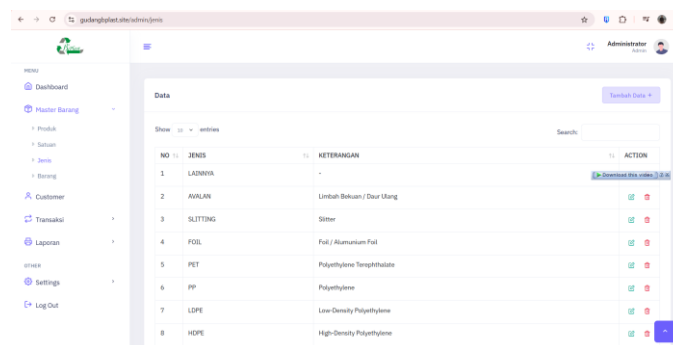 gudangbplast.site/admin/jenis
Administrator
Admin
MENU
Dashboard
Master Barang
Produk
Satuan
Jenis
Barang
Customer
Transaksi
Laporan
OTHER
Settings
Log Out
Data
Tambah Data +
Show 10 entries
Search:
NO JENIS KETERANGAN ACTION
1 LAINNYA -
Download this video
2 AVALAN Limbah Bekuan / Daur Ulang
3 SLITTING Slitter
4 FOIL Foil / Alumunium Foil
5 PET Polyethylene Terephthalate
6 PP Polyethylene
7 LDPE Low-Density Polyethylene
8 HDPE High-Density Polyethylene